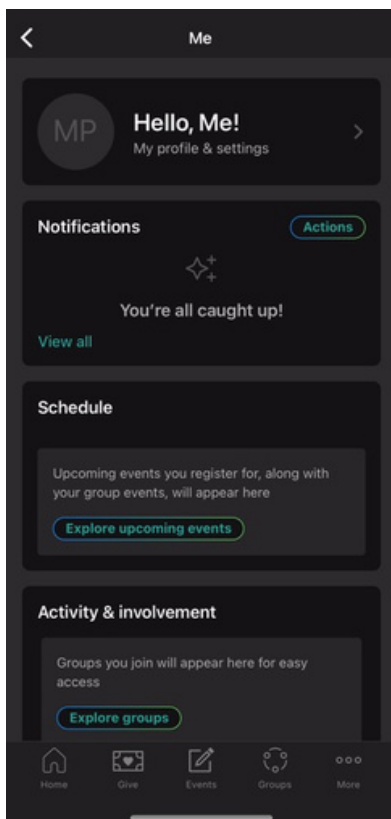 Me
MP
Hello, Me!
My profile & settings
Notifications
Actions
You're all caught up!
View all
Schedule
Upcoming events you register for, along with
your group events, will appear here
Explore upcoming events
Activity & involvement
Groups you join will appear here for easy
access
Explore groups
Home
Give
Events
Groups
More